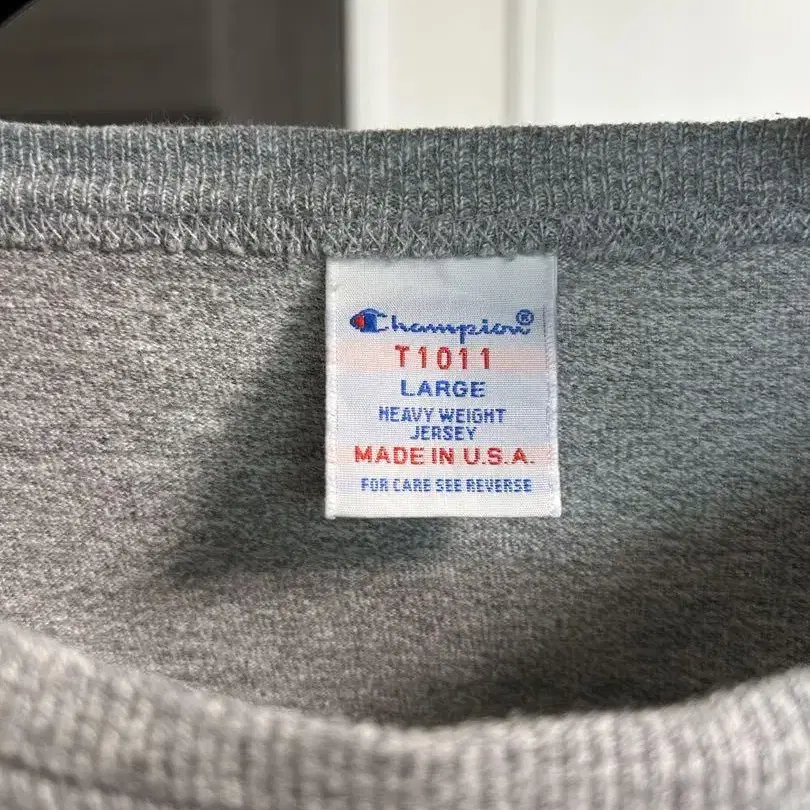 Champion®
T1011
LARGE
HEAVY WEIGHT
JERSEY
MADE IN U.S.A.
FOR CARE SEE REVERSE